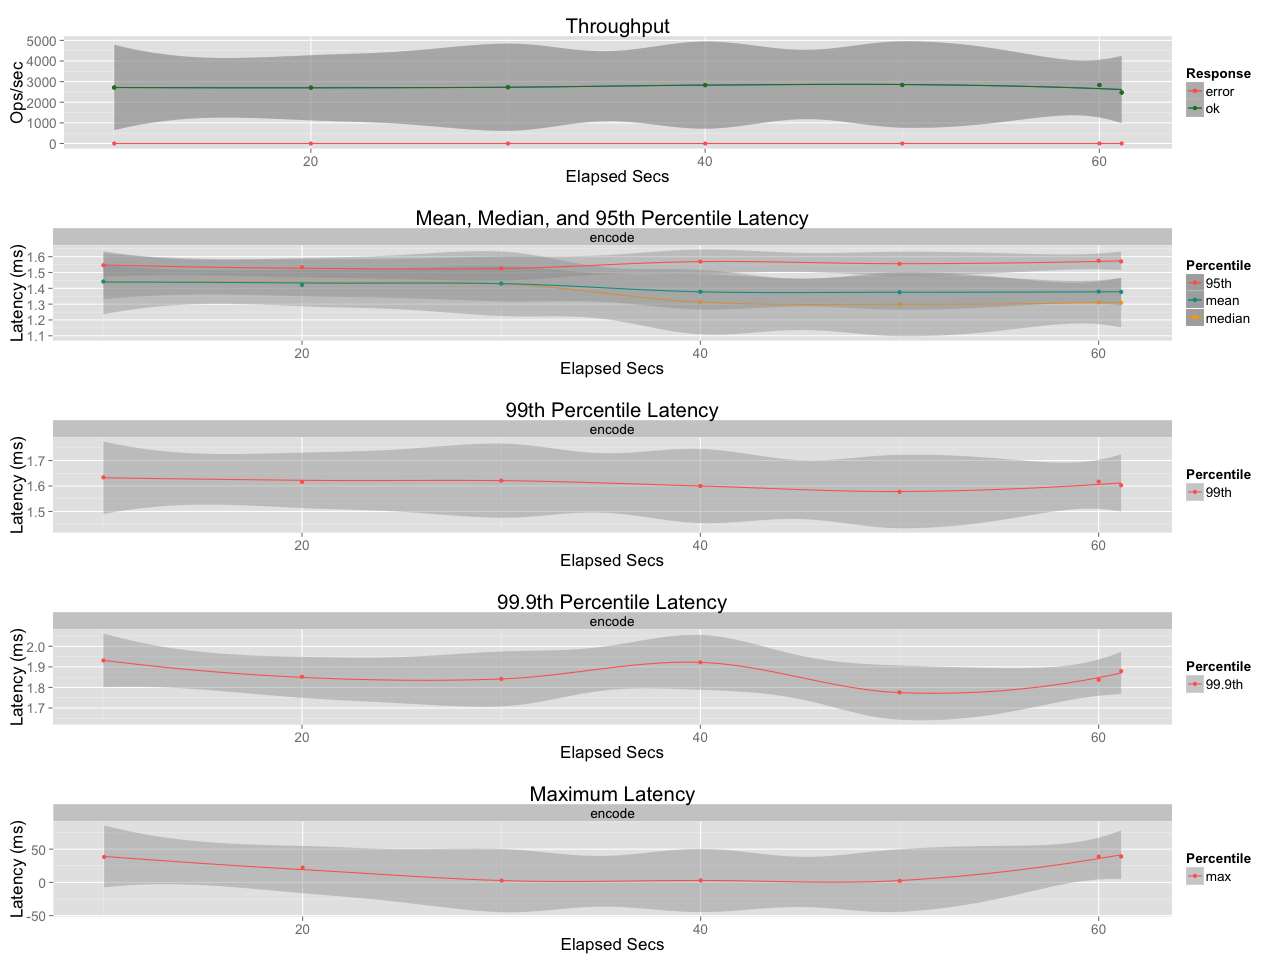 Throughput
Ops/sec
5000
4000
3000
2000
1000
0
20 40 60
Elapsed Secs
Response
error
ok
Mean, Median, and 95th Percentile Latency
encode
Latency (ms)
1.6
1.5
1.4
1.3
1.2
1.1
20 40 60
Elapsed Secs
Percentile
95th
mean
median
99th Percentile Latency
encode
Latency (ms)
1.7
1.6
1.5
20 40 60
Elapsed Secs
Percentile
99th
99.9th Percentile Latency
encode
Latency (ms)
2.0
1.9
1.8
1.7
20 40 60
Elapsed Secs
Percentile
99.9th
Maximum Latency
encode
Latency (ms)
50
0
-50
20 40 60
Elapsed Secs
Percentile
max